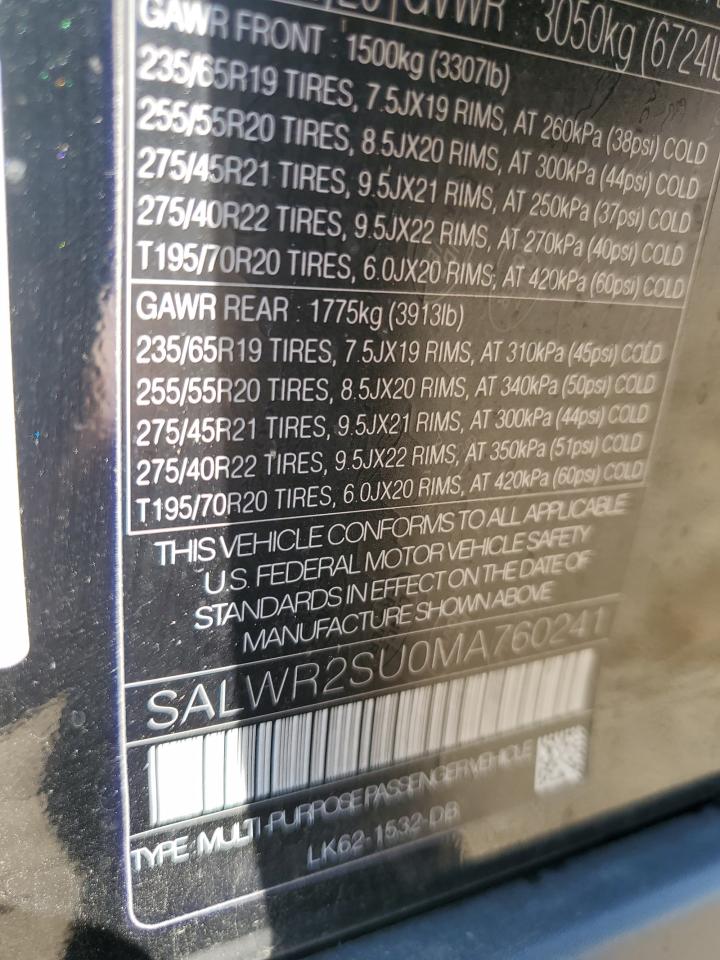 GVWR 3050kg (6724
GAWR FRONT : 1500kg (3307lb)
235/65R19 TIRES, 7.5JX19 RIMS, AT 260kPa (38psi) COLD
255/55R20 TIRES, 8.5JX20 RIMS, AT 300kPa (44psi) COLD
275/45R21 TIRES, 9.5JX21 RIMS, AT 250kPa (37psi) COLD
275/40R22 TIRES, 9.5JX22 RIMS, AT 270kPa (40psi) COLD
T195/70R20 TIRES, 6.0JX20 RIMS, AT 420kPa (60psi) COLD
GAWR REAR : 1775kg (3913lb)
235/65R19 TIRES, 7.5JX19 RIMS, AT 310kPa (45psi) COLD
255/55R20 TIRES, 8.5JX20 RIMS, AT 340kPa (50psi) COLD
275/45R21 TIRES, 9.5JX21 RIMS, AT 300kPa (44psi) COLD
275/40R22 TIRES, 9.5JX22 RIMS, AT 350kPa (51psi) COLD
T195/70R20 TIRES, 6.0JX20 RIMS, AT 420kPa (60psi) COLD
THIS VEHICLE CONFORMS TO ALL APPLICABLE
U.S. FEDERAL MOTOR VEHICLE SAFETY
STANDARDS IN EFFECT ON THE DATE OF
MANUFACTURE SHOWN ABOVE
SALWR2SU0MA760241
TYPE: MULTI-PURPOSE PASSENGER VEHICLE
LK62-1532-DB